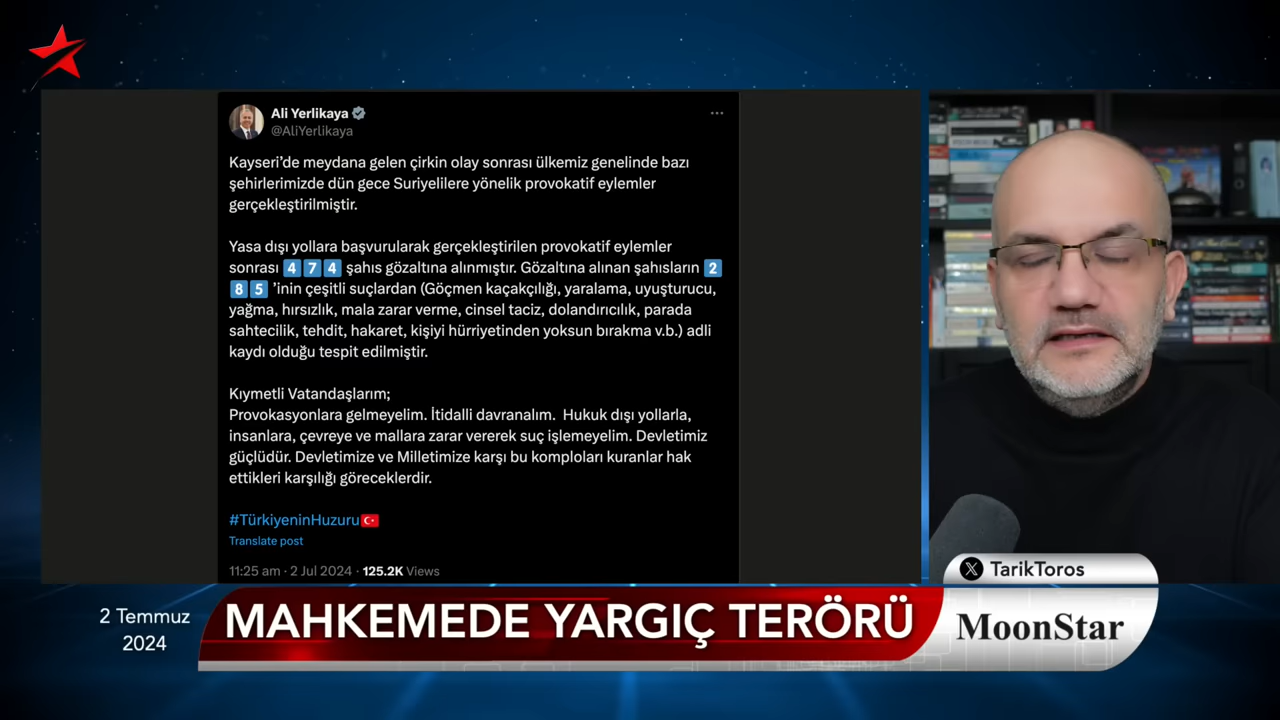 Ali Yerlikaya
@AliYerlikaya
Kayseri'de meydana gelen çirkin olay sonrası ülkemiz genelinde bazı
şehirlerimizde dün gece Suriyelilere yönelik provokatif eylemler
gerçekleştirilmiştir.
Yasa dışı yollara başvurularak gerçekleştirilen provokatif eylemler
sonrası 4 7 4 şahıs gözaltına alınmıştır. Gözaltına alınan şahısların 2
8 5 'inin çeşitli suçlardan (Göçmen kaçakçılığı, yaralama, uyuşturucu,
yağma, hırsızlık, mala zarar verme, cinsel taciz, dolandırıcılık, parada
sahtecilik, tehdit, hakaret, kişiyi hürriyetinden yoksun bırakma v.b.) adli
kaydı olduğu tespit edilmiştir.
Kıymetli Vatandaşlarım;
Provokasyonlara gelmeyelim. İtidalli davranalım. Hukuk dışı yollarla,
insanlara, çevreye ve mallara zarar vererek suç işlemeyelim. Devletimiz
güçlüdür. Devletimize ve Milletimize karşı bu komploları kuranlar hak
ettikleri karşılığı göreceklerdir.
#TürkiyeninHuzuru
Translate post
11:25 am · 2 Jul 2024 · 125.2K Views
X TarikToros
2 Temmuz
2024
MAHKEMEDE YARGIÇ TERÖRÜ
MoonStar